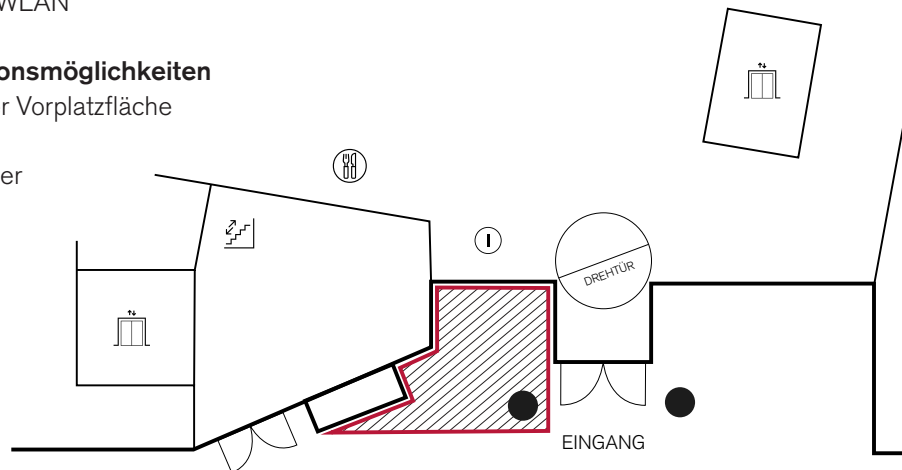 WLAN
onsmöglichkeiten
r Vorplatzfläche
er
I
DREHTÜR
EINGANG